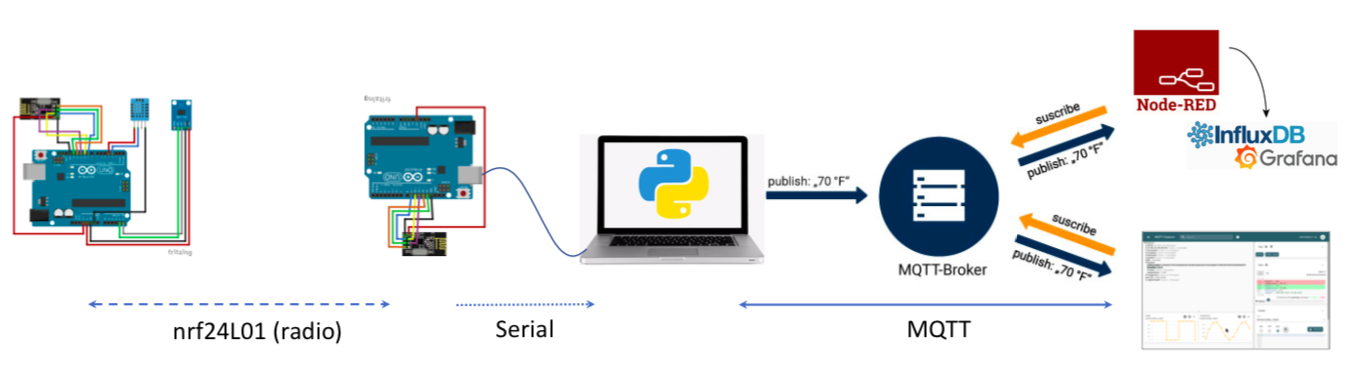 Node-RED
InfluxDB
Grafana
fritzing
suscribe
publish: „70 °F“
publish: „70 °F“
MQTT-Broker
suscribe
publish: „70 °F“
fritzing
nrf24L01 (radio)
Serial
MQTT